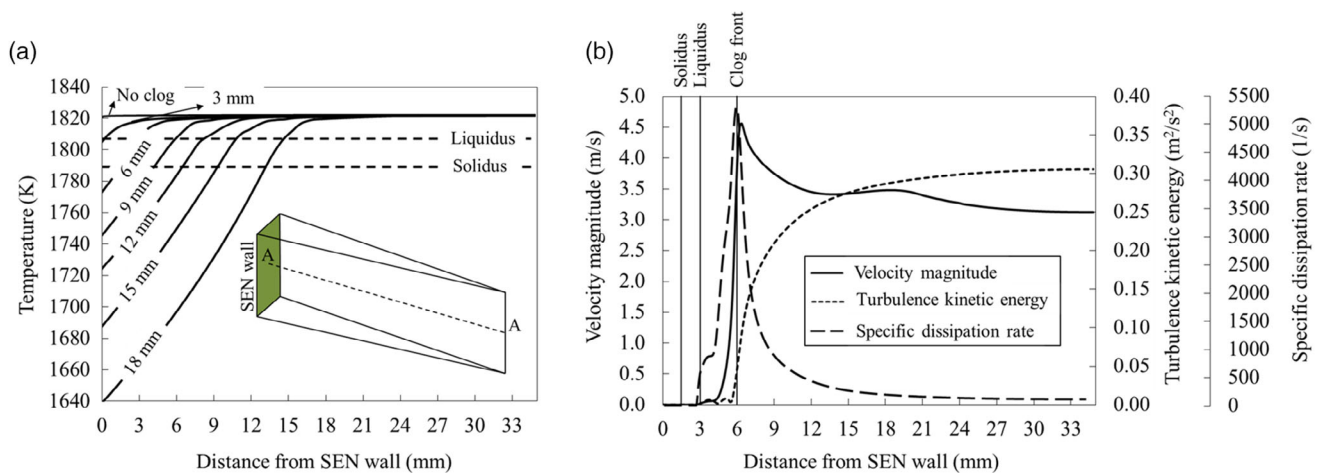 (a)
Temperature (K)
1840
1820
1800
1780
1760
1740
1720
1700
1680
1660
1640
No clog
3 mm
6 mm
9 mm
12 mm
15 mm
18 mm
Liquidus
Solidus
SEN wall
A
A
0 3 6 9 12 15 18 21 24 27 30 33
Distance from SEN wall (mm)
(b)
Solidus
Liquidus
Clog front
Velocity magnitude (m/s)
5.0
4.5
4.0
3.5
3.0
2.5
2.0
1.5
1.0
0.5
0.0
Velocity magnitude
Turbulence kinetic energy
Specific dissipation rate
0 3 6 9 12 15 18 21 24 27 30 33
Distance from SEN wall (mm)
0.40
0.35
0.30
0.25
0.20
0.15
0.10
0.05
0.00
Turbulence kinetic energy (m²/s²)
5500
5000
4500
4000
3500
3000
2500
2000
1500
1000
500
0
Specific dissipation rate (1/s)